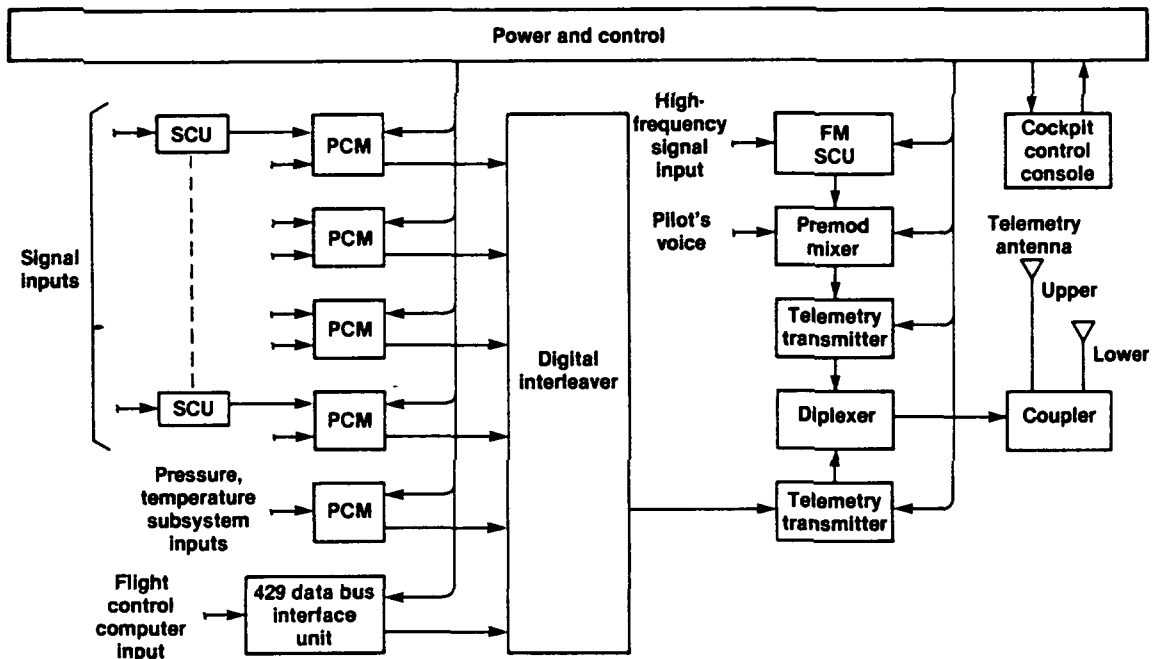 Power and control
SCU
PCM
High-
frequency
signal
input
FM
SCU
Cockpit
control
console
PCM
Pilot's
voice
Premod
mixer
Telemetry
antenna
Signal
inputs
Upper
PCM
Digital
interleaver
Telemetry
transmitter
Lower
SCU
PCM
Diplexer
Coupler
Pressure,
temperature
subsystem
inputs
PCM
Telemetry
transmitter
Flight
control
computer
input
429 data bus
interface
unit